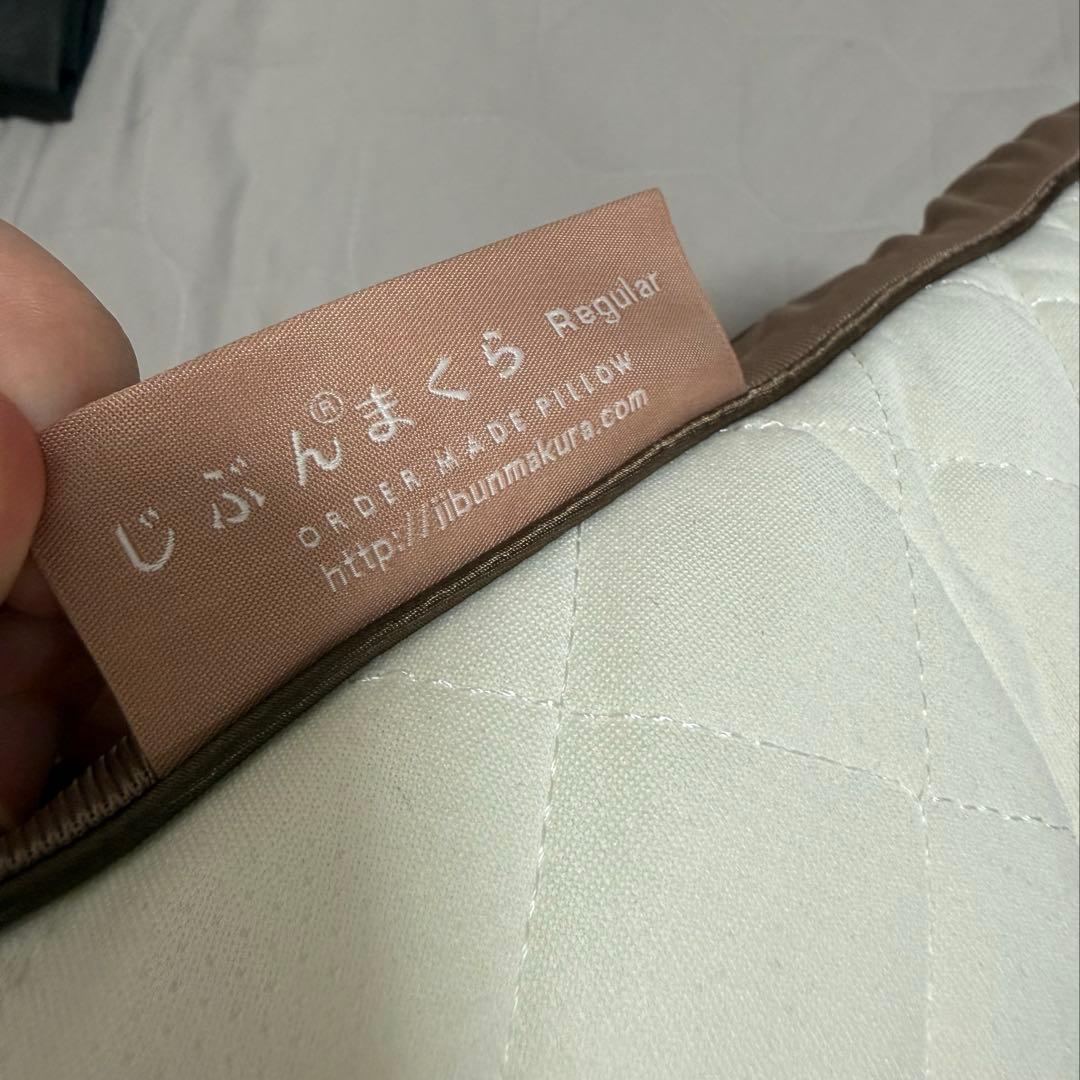 じぶん®まくら Regular
ORDER MADE PILLOW
http://jibunmakura.com